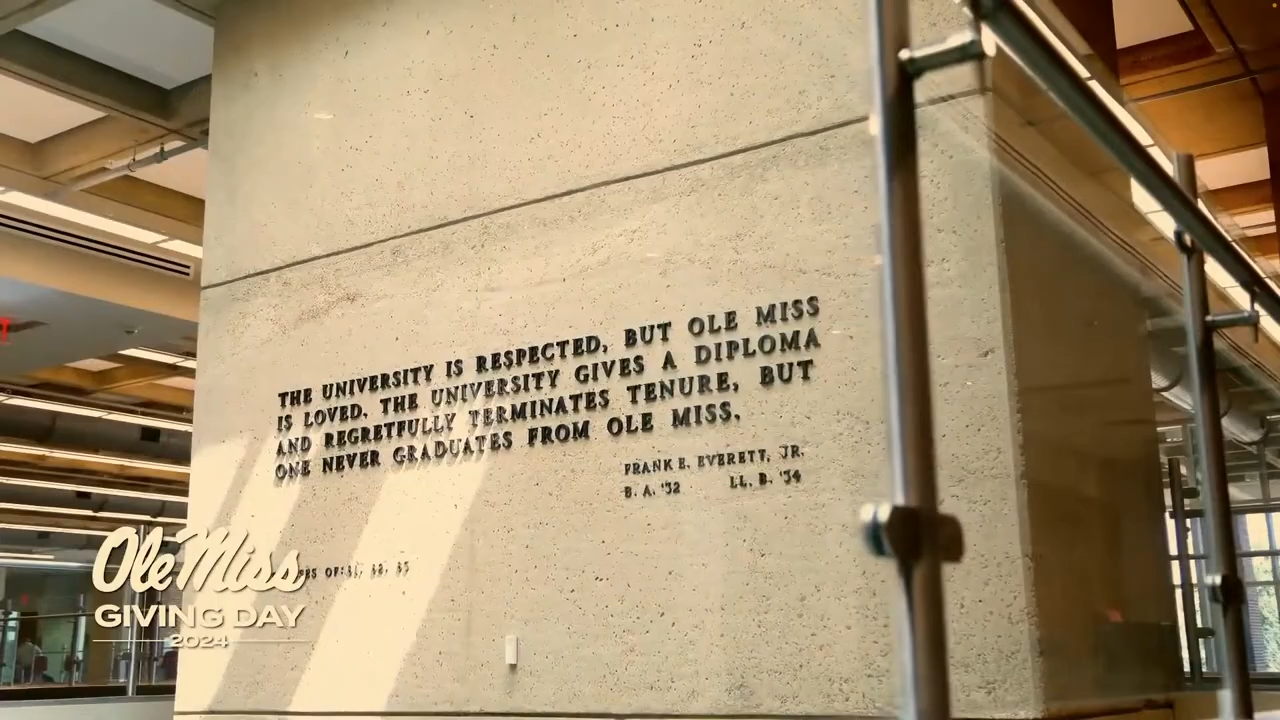 THE UNIVERSITY IS RESPECTED, BUT OLE MISS
IS LOVED. THE UNIVERSITY GIVES A DIPLOMA
AND REGRETFULLY TERMINATES TENURE, BUT
ONE NEVER GRADUATES FROM OLE MISS.
FRANK E. EVERETT, JR.
B. A. '32 LL. B. '34
Ole Miss
GIVING DAY
2024